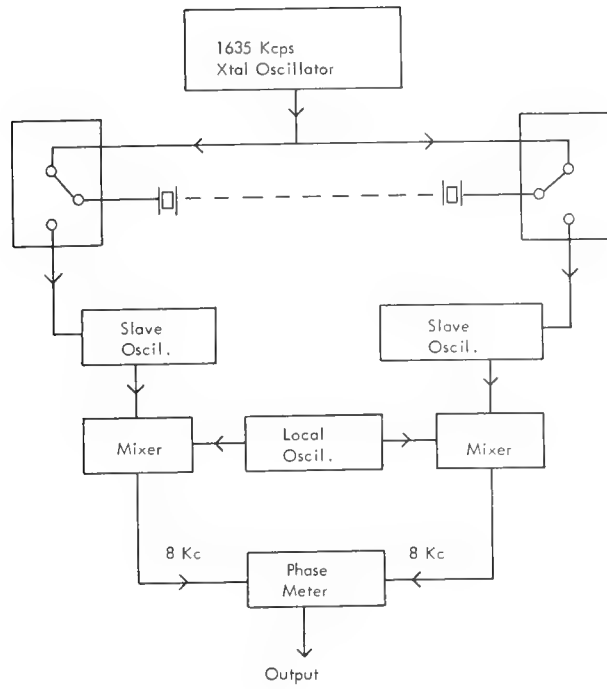 1635 Kcps
Xtal Oscillator
Slave
Oscil.
Slave
Oscil.
Mixer
Local
Oscil.
Mixer
8 Kc
8 Kc
Phase
Meter
Output